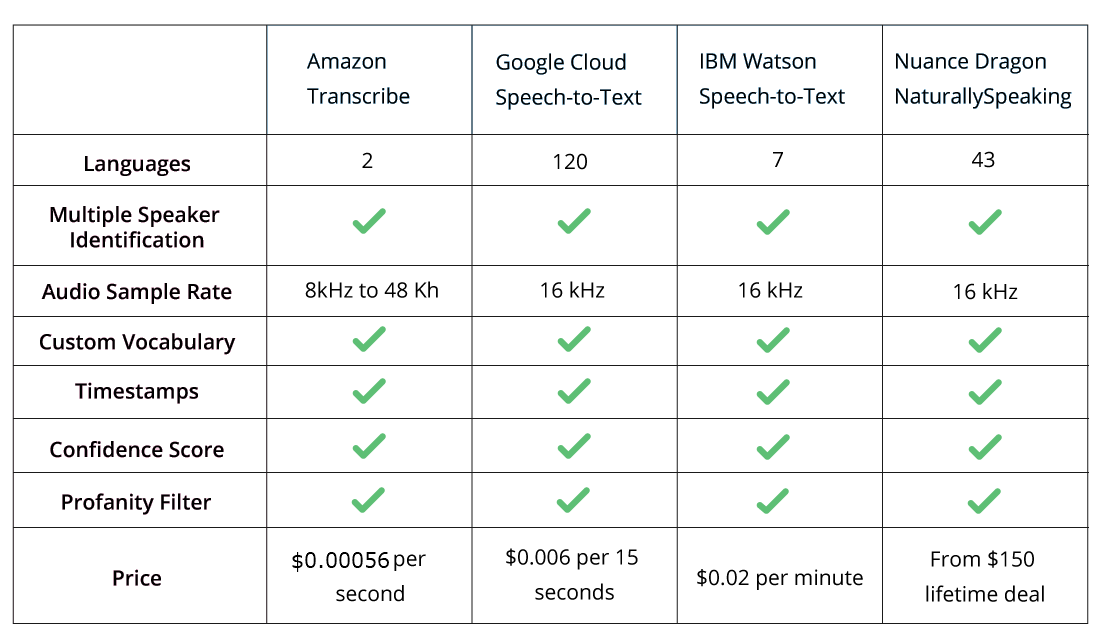 Amazon
Transcribe
Google Cloud
Speech-to-Text
IBM Watson
Speech-to-Text
Nuance Dragon
NaturallySpeaking
Languages
2
120
7
43
Multiple Speaker
Identification
Audio Sample Rate
8kHz to 48 Kh
16 kHz
16 kHz
16 kHz
Custom Vocabulary
Timestamps
Confidence Score
Profanity Filter
Price
$0.00056 per
second
$0.006 per 15
seconds
$0.02 per minute
From $150
lifetime deal